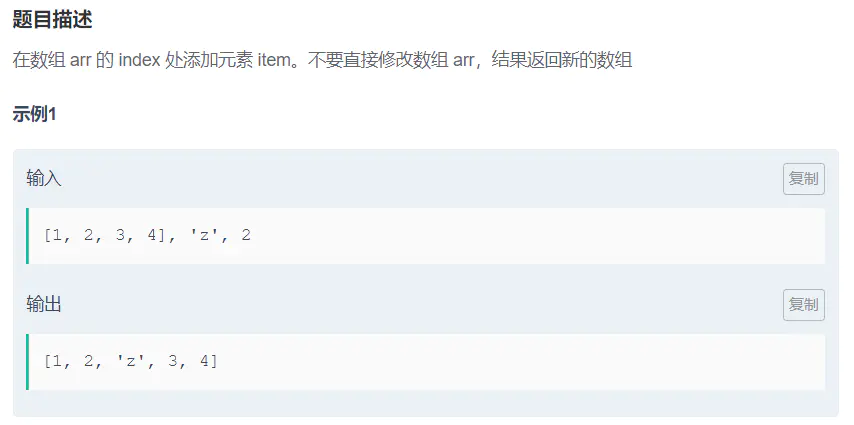 题目描述
在数组 arr 的 index 处添加元素 item。不要直接修改数组 arr，结果返回新的数组
示例1
输入
复制
[1, 2, 3, 4], 'z', 2
输出
复制
[1, 2, 'z', 3, 4]